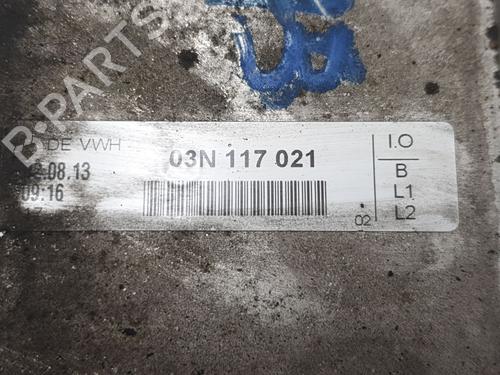 B-PARTS
DE VWH
03N 117 021
I.O
.08.13
B
09:16
L1
02
L2